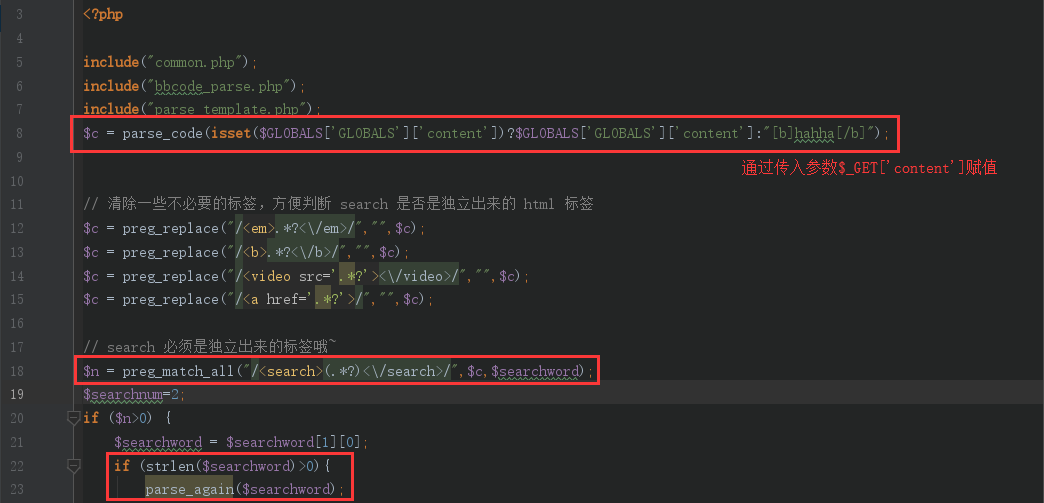 3 <?php
4
5 include("common.php");
6 include("bbcode_parse.php");
7 include("parse_template.php");
8 $c = parse_code(isset($GLOBALS['GLOBALS']['content'])?$GLOBALS['GLOBALS']['content']:"[b]hahha[/b]");
9
通过传入参数$_GET['content']赋值
10
11 // 清除一些不必要的标签，方便判断 search 是否是独立出来的 html 标签
12 $c = preg_replace("/<em>.*?<\/em>/","",$c);
13 $c = preg_replace("/<b>.*?<\/b>/","",$c);
14 $c = preg_replace("/<video src='.*?'><\/video>/","",$c);
15 $c = preg_replace("/<a href='.*?'>/","",$c);
16
17 // search 必须是独立出来的标签哦~
18 $n = preg_match_all("/<search>(.*?)<\/search>/",$c,$searchword);
19 $searchnum=2;
20 if ($n>0) {
21 $searchword = $searchword[1][0];
22 if (strlen($searchword)>0){
23 parse_again($searchword);